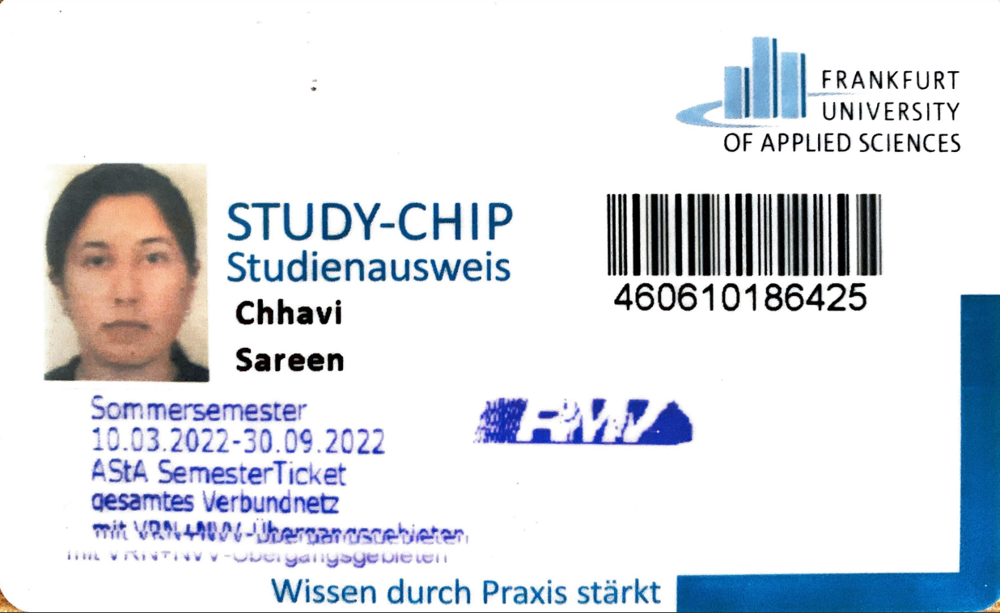 FRANKFURT
UNIVERSITY
OF APPLIED SCIENCES
STUDY-CHIP
Studienausweis
Chhavi
Sareen
460610186425
Sommersemester
10.03.2022-30.09.2022
AStA SemesterTicket
gesamtes Verbundnetz
mit VRN+NVV-Übergangsgebieten
mit VRN+NVV-Übergangsgebieten
RMV
Wissen durch Praxis stärkt